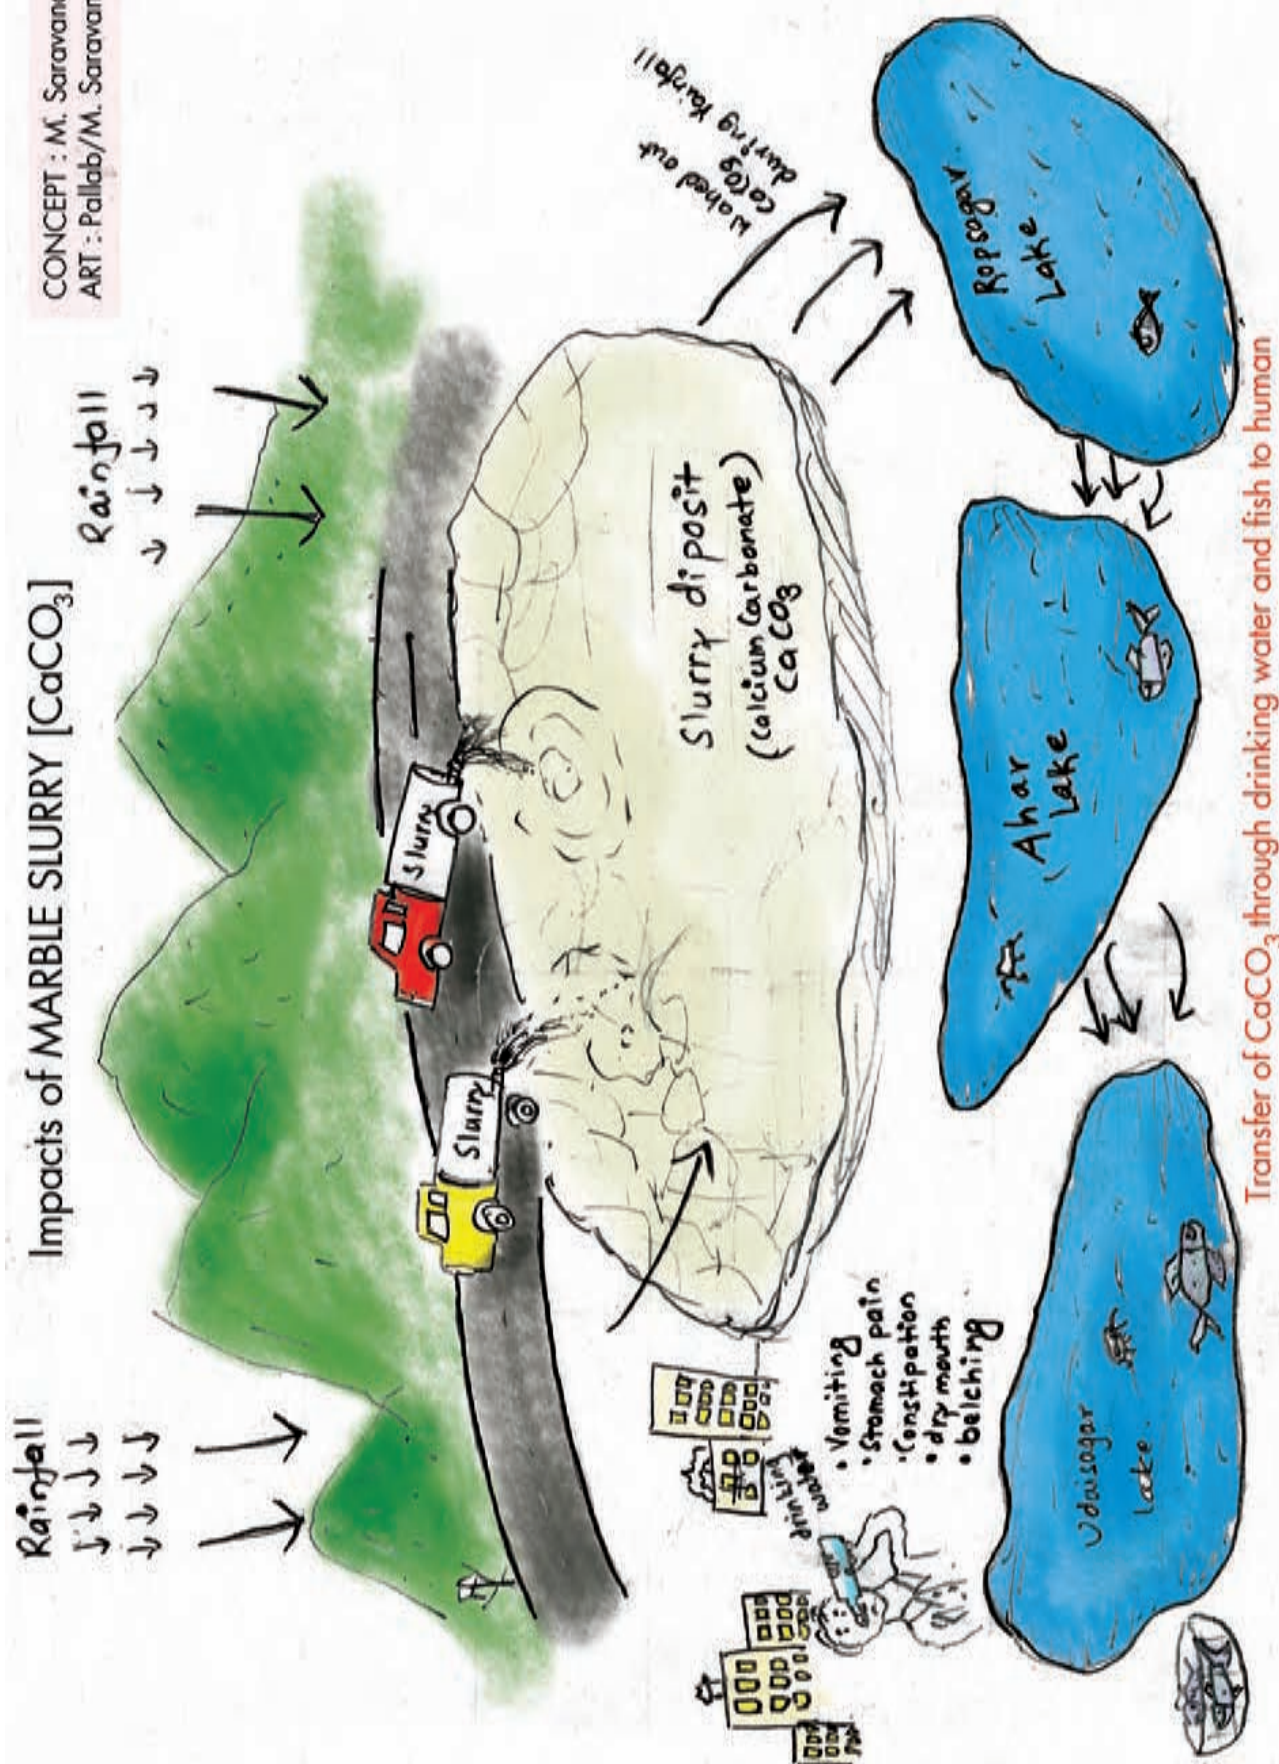 Impacts of MARBLE SLURRY [CaCO₃]
CONCEPT : M. Saravan
ART : Pallab/M. Saravan
Rainfall
Rainfall
Slurry
Slurry
Slurry diposit
(Calcium Carbonate)
CaCO₃
wahed out
CaCO₃
during Rainfall
drinking
water
• Vomiting
• Stomach pain
• Constipation
• dry mouth
• belching
Udaisagar
Lake
Ahar
Lake
Ropsagar
Lake
Transfer of CaCO₃ through drinking water and fish to human